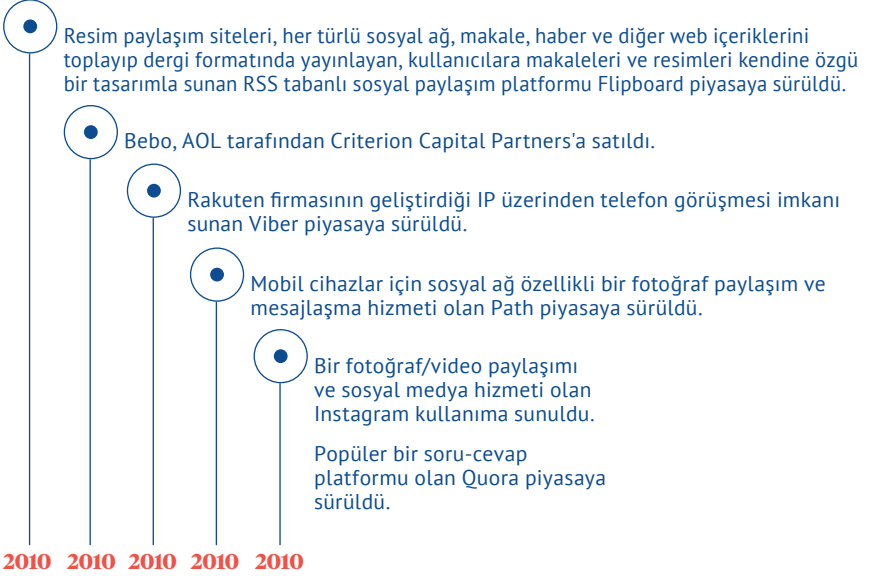 Resim paylaşım siteleri, her türlü sosyal ağ, makale, haber ve diğer web içeriklerini
toplayıp dergi formatında yayınlayan, kullanıcılara makaleleri ve resimleri kendine özgü
bir tasarımla sunan RSS tabanlı sosyal paylaşım platformu Flipboard piyasaya sürüldü.
Bebo, AOL tarafından Criterion Capital Partners'a satıldı.
Rakuten firmasının geliştirdiği IP üzerinden telefon görüşmesi imkanı
sunan Viber piyasaya sürüldü.
Mobil cihazlar için sosyal ağ özellikli bir fotoğraf paylaşım ve
mesajlaşma hizmeti olan Path piyasaya sürüldü.
Bir fotoğraf/video paylaşımı
ve sosyal medya hizmeti olan
Instagram kullanıma sunuldu.
Popüler bir soru-cevap
platformu olan Quora piyasaya
sürüldü.
2010 2010 2010 2010 2010